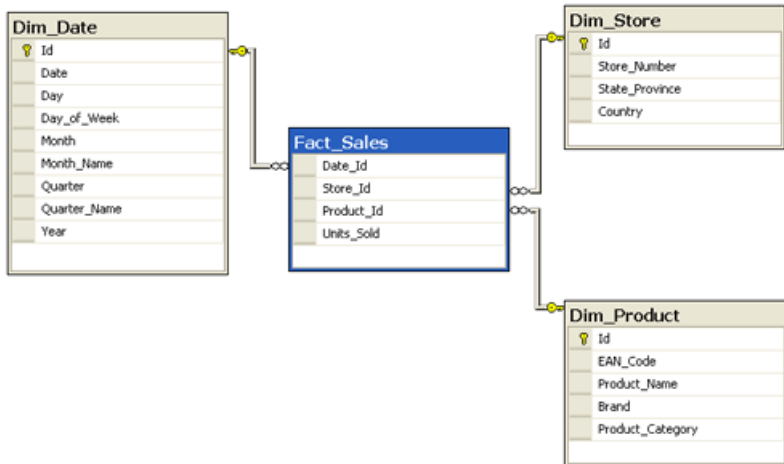 Dim_Date
Id
Date
Day
Day_of_Week
Month
Month_Name
Quarter
Quarter_Name
Year
Fact_Sales
Date_Id
Store_Id
Product_Id
Units_Sold
Dim_Store
Id
Store_Number
State_Province
Country
Dim_Product
Id
EAN_Code
Product_Name
Brand
Product_Category